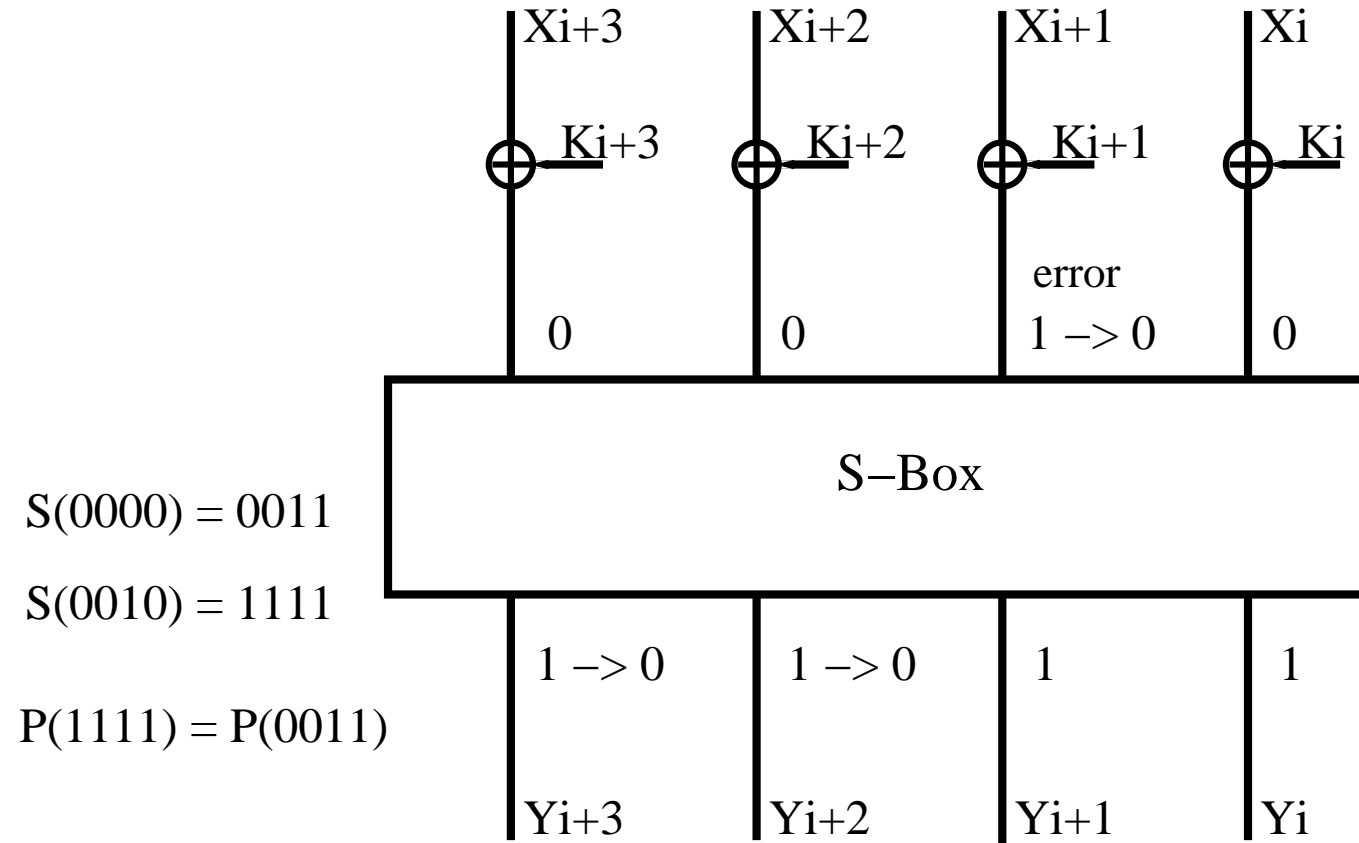 Xi+3 Xi+2 Xi+1 Xi
Ki+3 Ki+2 Ki+1 Ki
error
0 0 1 −> 0 0
S−Box
S(0000) = 0011
S(0010) = 1111
1 −> 0 1 −> 0 1 1
P(1111) = P(0011)
Yi+3 Yi+2 Yi+1 Yi